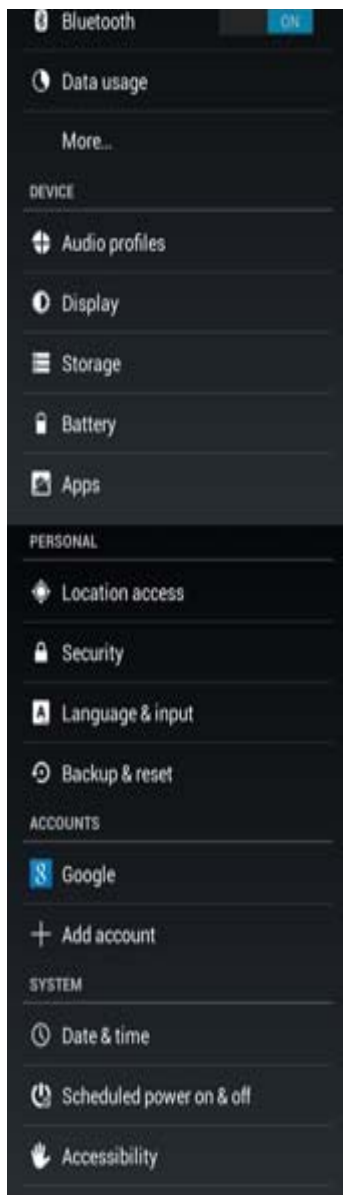 Bluetooth ON
Data usage
More...
DEVICE
Audio profiles
Display
Storage
Battery
Apps
PERSONAL
Location access
Security
A Language & input
Backup & reset
ACCOUNTS
8 Google
Add account
SYSTEM
Date & time
Scheduled power on & off
Accessibility